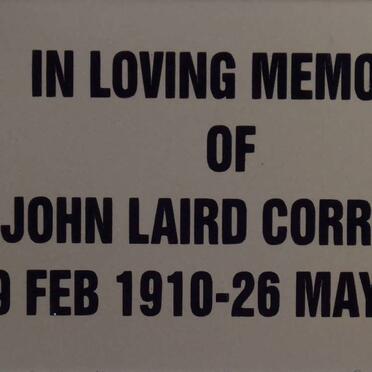 IN LOVING MEMO
OF
JOHN LAIRD CORR
9 FEB 1910-26 MAY